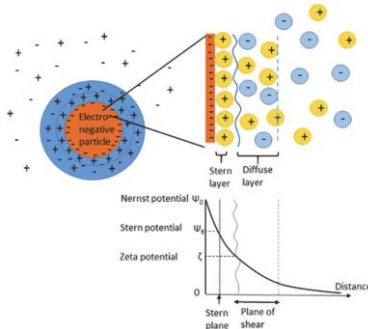 Electro
negative
particle
Stern
layer
Diffuse
layer
Nernst potential Ψ₀
Stern potential Ψ
Zeta potential ζ
0
Distance
Stern
plane
Plane of
shear